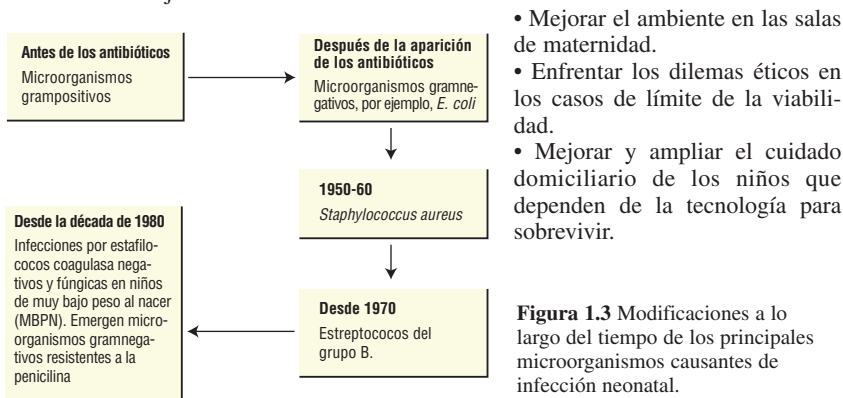 Antes de los antibióticos
Microorganismos
grampositivos
Después de la aparición
de los antibióticos
Microorganismos gramne-
gativos, por ejemplo, E. coli
1950-60
Staphylococcus aureus
Desde 1970
Estreptococos del
grupo B.
Desde la década de 1980
Infecciones por estafilo-
cocos coagulasa nega-
tivos y fúngicas en niños
de muy bajo peso al nacer
(MBPN). Emergen micro-
organismos gramnega-
tivos resistentes a la
penicilina
• Mejorar el ambiente en las salas
de maternidad.
• Enfrentar los dilemas éticos en
los casos de límite de la viabili-
dad.
• Mejorar y ampliar el cuidado
domiciliario de los niños que
dependen de la tecnología para
sobrevivir.
Figura 1.3 Modificaciones a lo
largo del tiempo de los principales
microorganismos causantes de
infección neonatal.